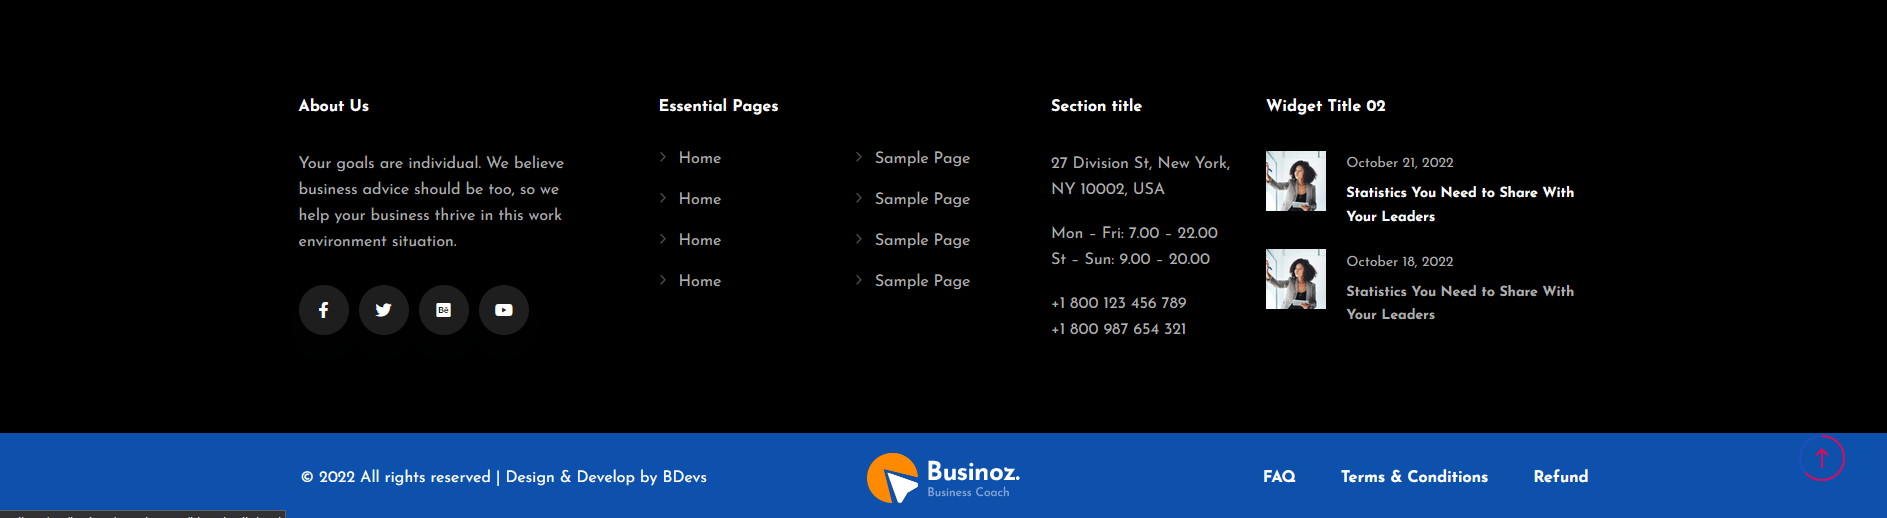 About Us
Your goals are individual. We believe
business advice should be too, so we
help your business thrive in this work
environment situation.
Essential Pages
Home
Home
Home
Home
Sample Page
Sample Page
Sample Page
Sample Page
Section title
27 Division St, New York,
NY 10002, USA
Mon – Fri: 7.00 – 22.00
St – Sun: 9.00 – 20.00
+1 800 123 456 789
+1 800 987 654 321
Widget Title 02
October 21, 2022
Statistics You Need to Share With
Your Leaders
October 18, 2022
Statistics You Need to Share With
Your Leaders
© 2022 All rights reserved | Design & Develop by BDevs
Businoz.
Business Coach
FAQ
Terms & Conditions
Refund